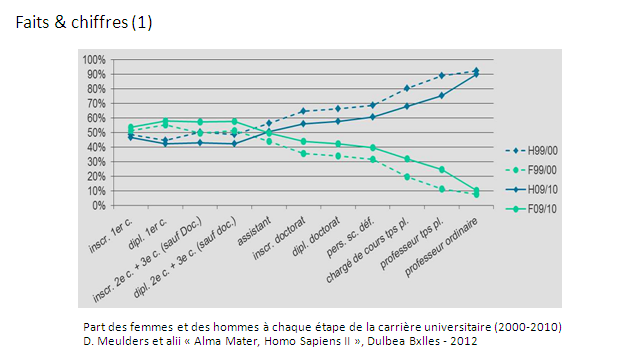 Faits & chiffres (1)
100%
90%
80%
70%
60%
50%
40%
30%
20%
10%
0%
H99/00
F99/00
H09/10
F09/10
inscr. 1er c.
dipl. 1er c.
inscr. 2e c. + 3e c. (sauf Doc.)
dipl. 2e c. + 3e c. (sauf doc.)
assistant
inscr. doctorat
dipl. doctorat
pers. sc. déf.
chargé de cours tps pl.
professeur tps pl.
professeur ordinaire
Part des femmes et des hommes à chaque étape de la carrière universitaire (2000-2010)
D. Meulders et alii « Alma Mater, Homo Sapiens II », Dulbea Bxlles - 2012